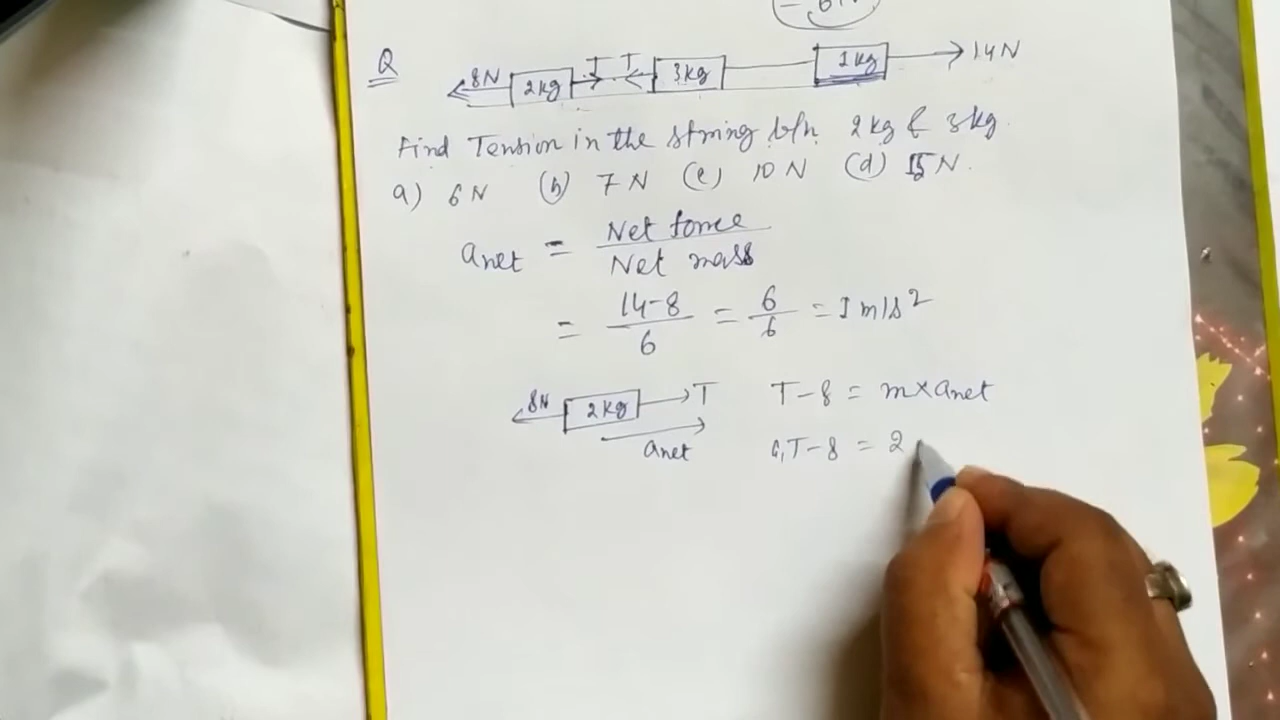 Q
8N 2kg T T 3kg 1kg 14N
Find Tension in the string b/n 2kg & 3kg.
a) 6N (b) 7N (c) 10N (d) 15N.
anet = Net force / Net mass
= 14-8 / 6 = 6 / 6 = 1 m/s²
8N 2kg T T-8 = m×anet
anet T-8 = 2